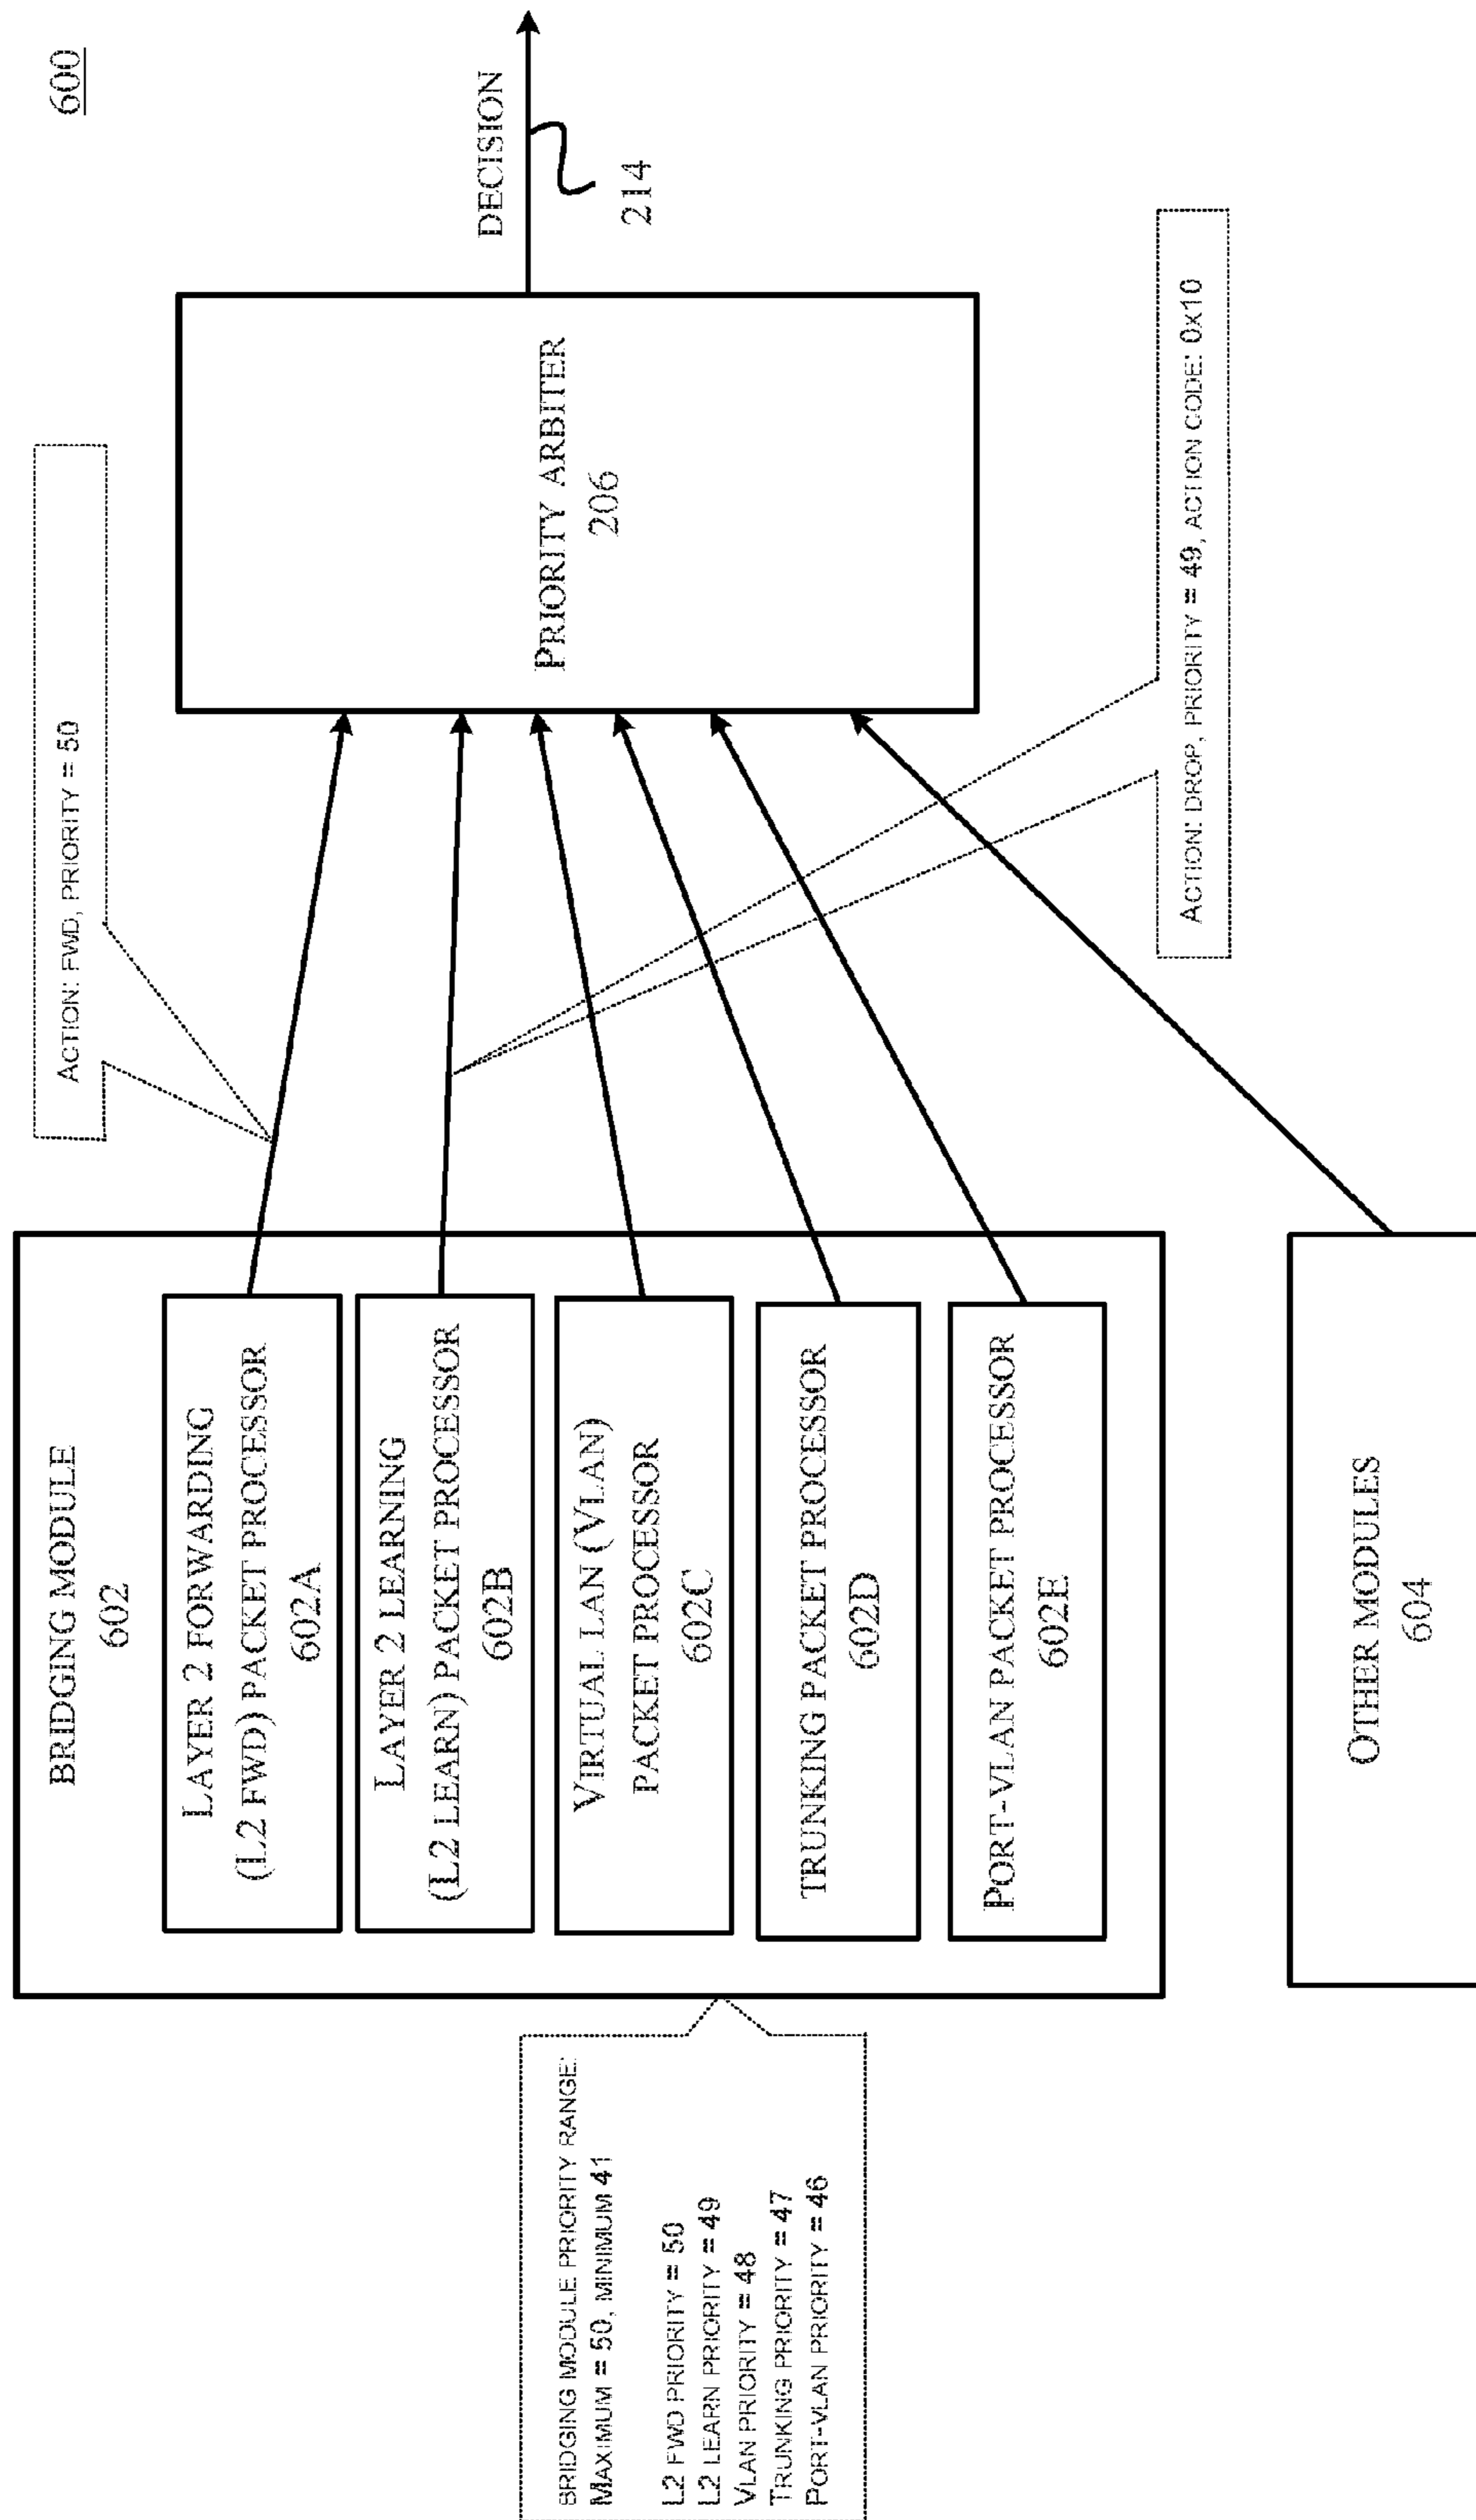 600
BRIDGING MODULE PRIORITY RANGE:
MAXIMUM = 50, MINIMUM 41
L2 FWD PRIORITY = 50
L2 LEARN PRIORITY = 49
VLAN PRIORITY = 48
TRUNKING PRIORITY = 47
PORT-VLAN PRIORITY = 46
BRIDGING MODULE
602
LAYER 2 FORWARDING
(L2 FWD) PACKET PROCESSOR
602A
LAYER 2 LEARNING
(L2 LEARN) PACKET PROCESSOR
602B
VIRTUAL LAN (VLAN)
PACKET PROCESSOR
602C
TRUNKING PACKET PROCESSOR
602D
PORT-VLAN PACKET PROCESSOR
602E
OTHER MODULES
604
ACTION: FWD, PRIORITY = 50
ACTION: DROP, PRIORITY = 49, ACTION CODE: 0x10
PRIORITY ARBITER
206
DECISION
214